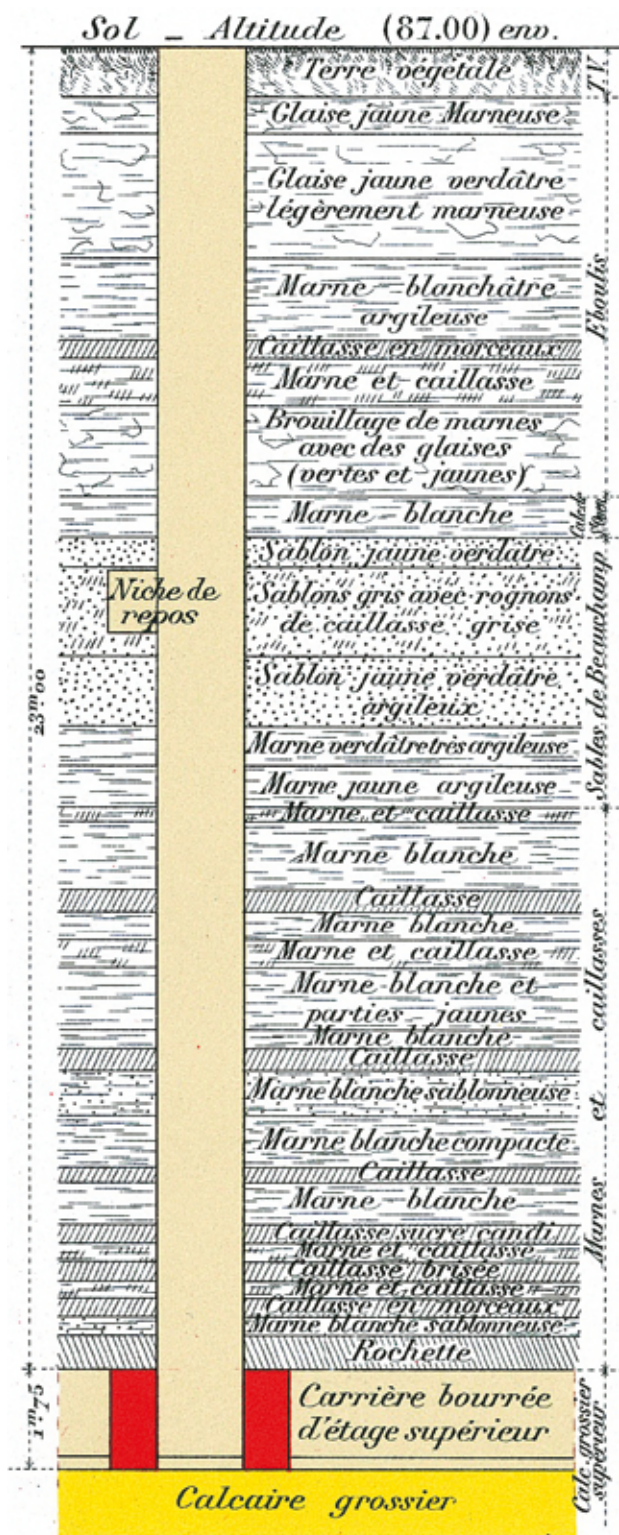 Sol _ Altitude (87.00) env.
Terre végétale
T.V.
Glaise jaune Marneuse
Glaise jaune verdâtre
légèrement marneuse
Marne blanchâtre
argileuse
Caillasse en morceaux
Marne et caillasse
Brouillage de marnes
avec des glaises
(vertes et jaunes)
Eboulis
Marne blanche
Calc. de
Sablon jaune verdâtre
Niche de
repos
Sablons gris avec rognons
de caillasse grise
Sablon jaune verdâtre
argileux
Marne verdâtre très argileuse
Marne jaune argileuse
Sables de Beauchamp
23m00
Marne et caillasse
Marne blanche
Caillasse
Marne blanche
Marne et caillasse
Marne blanche et
parties jaunes
Marne blanche
Caillasse
Marne blanche sablonneuse
Marne blanche compacte
Caillasse
Marne blanche
Caillasse sucre candi
Marne et caillasse
Caillasse brisée
Marne et caillasse
Caillasse en morceaux
Marne blanche sablonneuse
Rochette
Marnes et caillasses
1m75
Carrière bourrée
d'étage supérieur
Calc. grossier
supérieur
Calcaire grossier